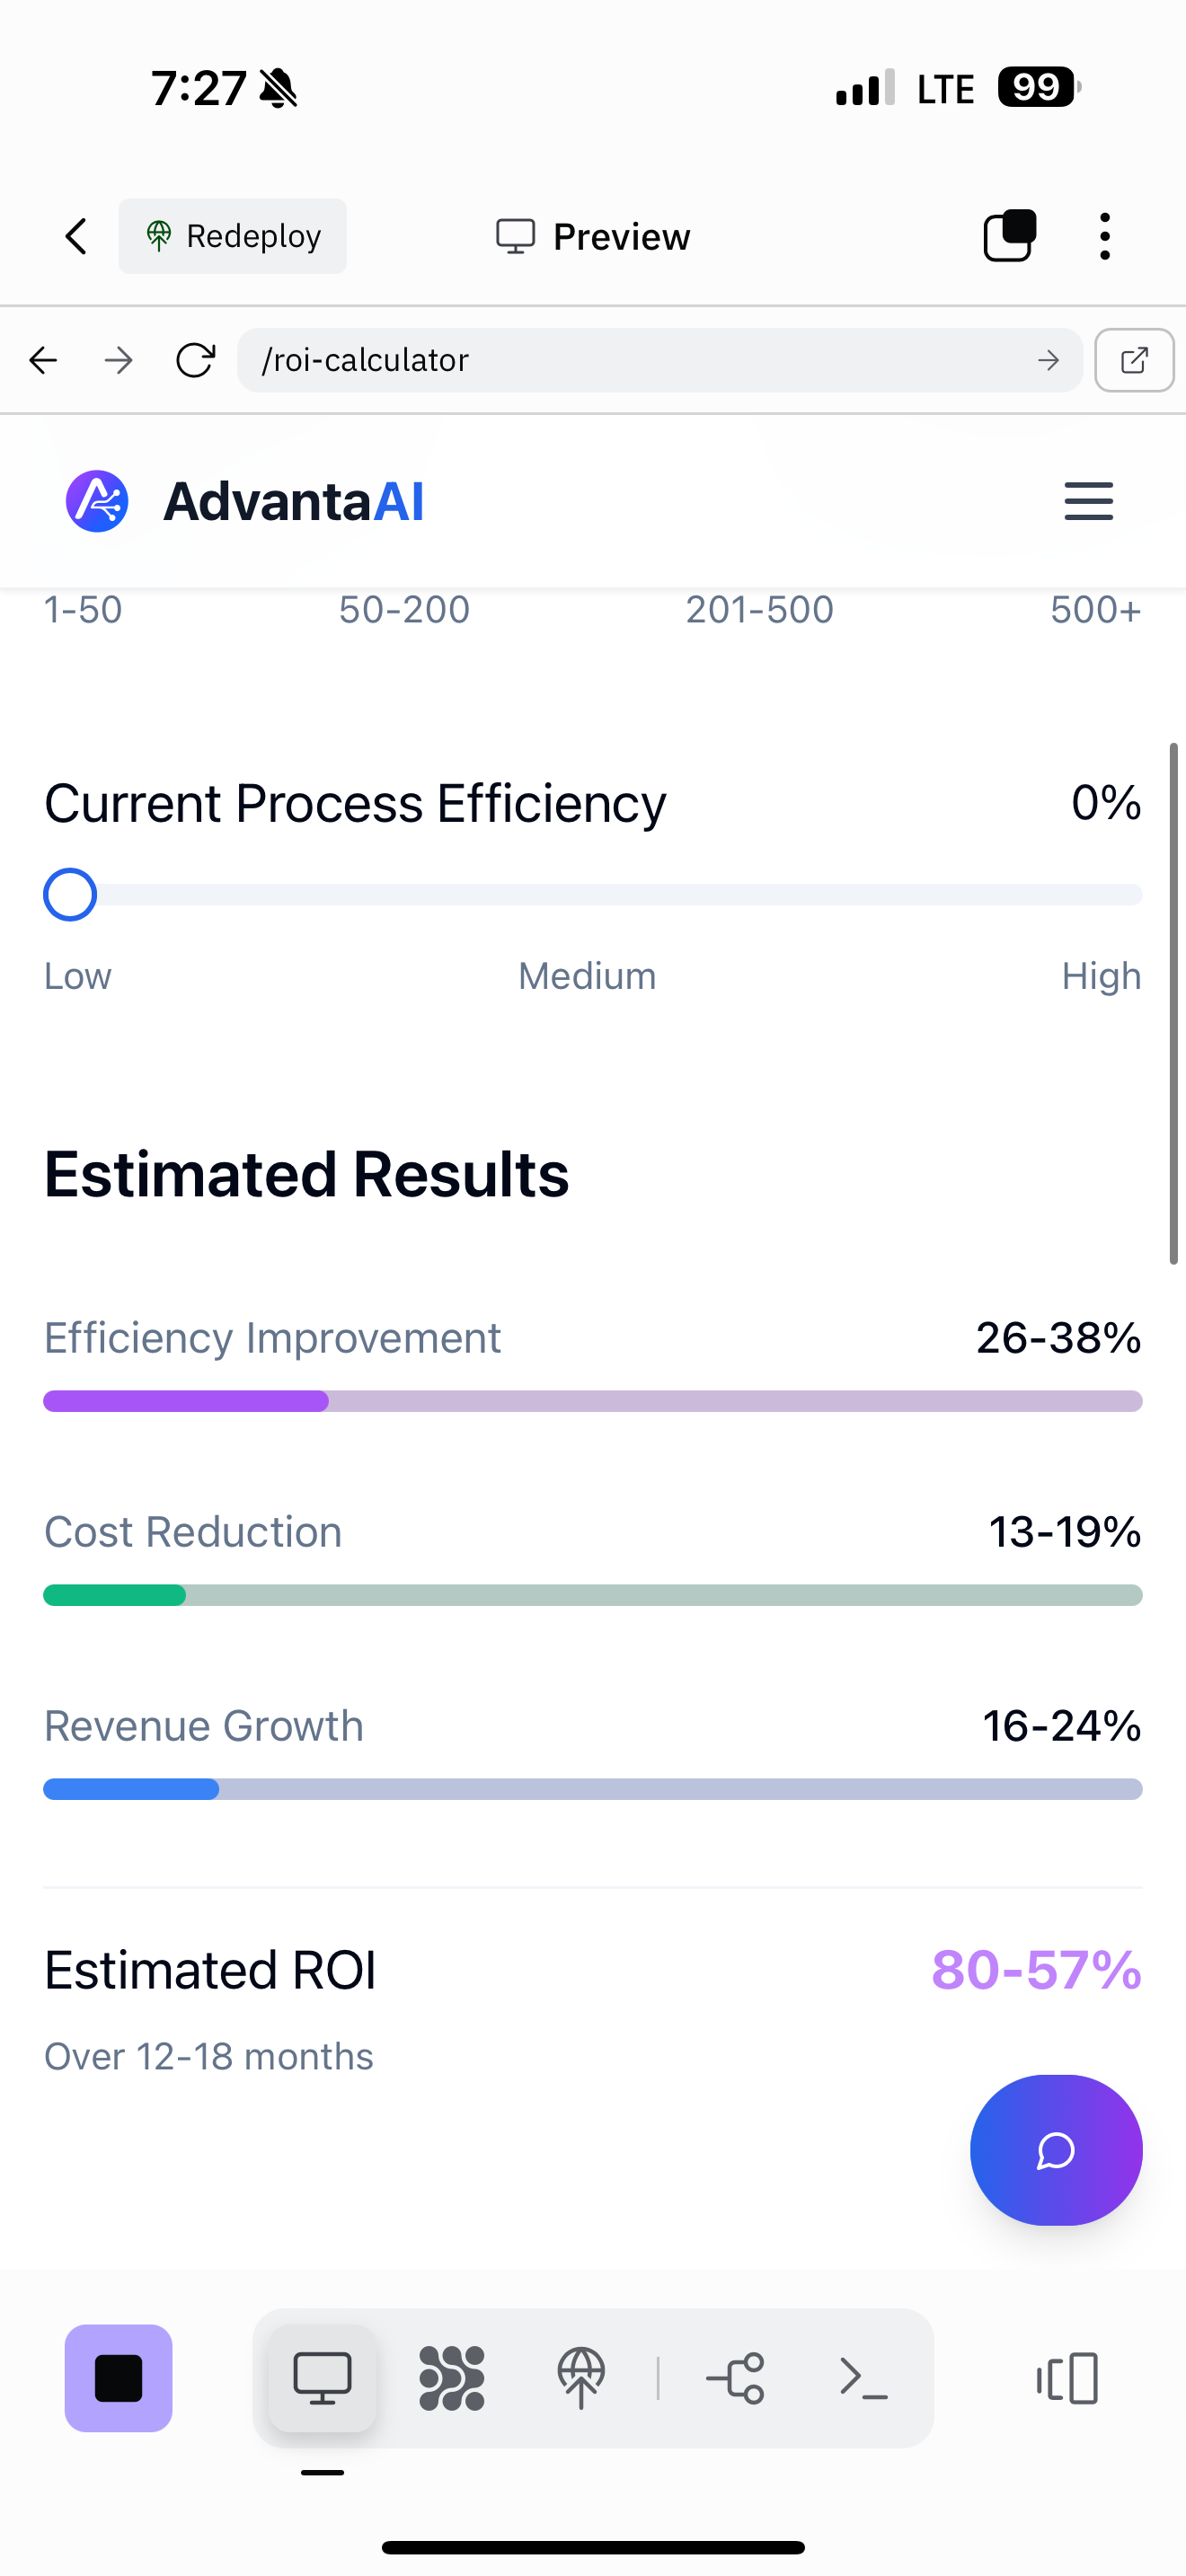 7:27
LTE
99
Redeploy
Preview
/roi-calculator
AdvantaAI
1-50 50-200 201-500 500+
Current Process Efficiency 0%
Low Medium High
Estimated Results
Efficiency Improvement 26-38%
Cost Reduction 13-19%
Revenue Growth 16-24%
Estimated ROI 80-57%
Over 12-18 months